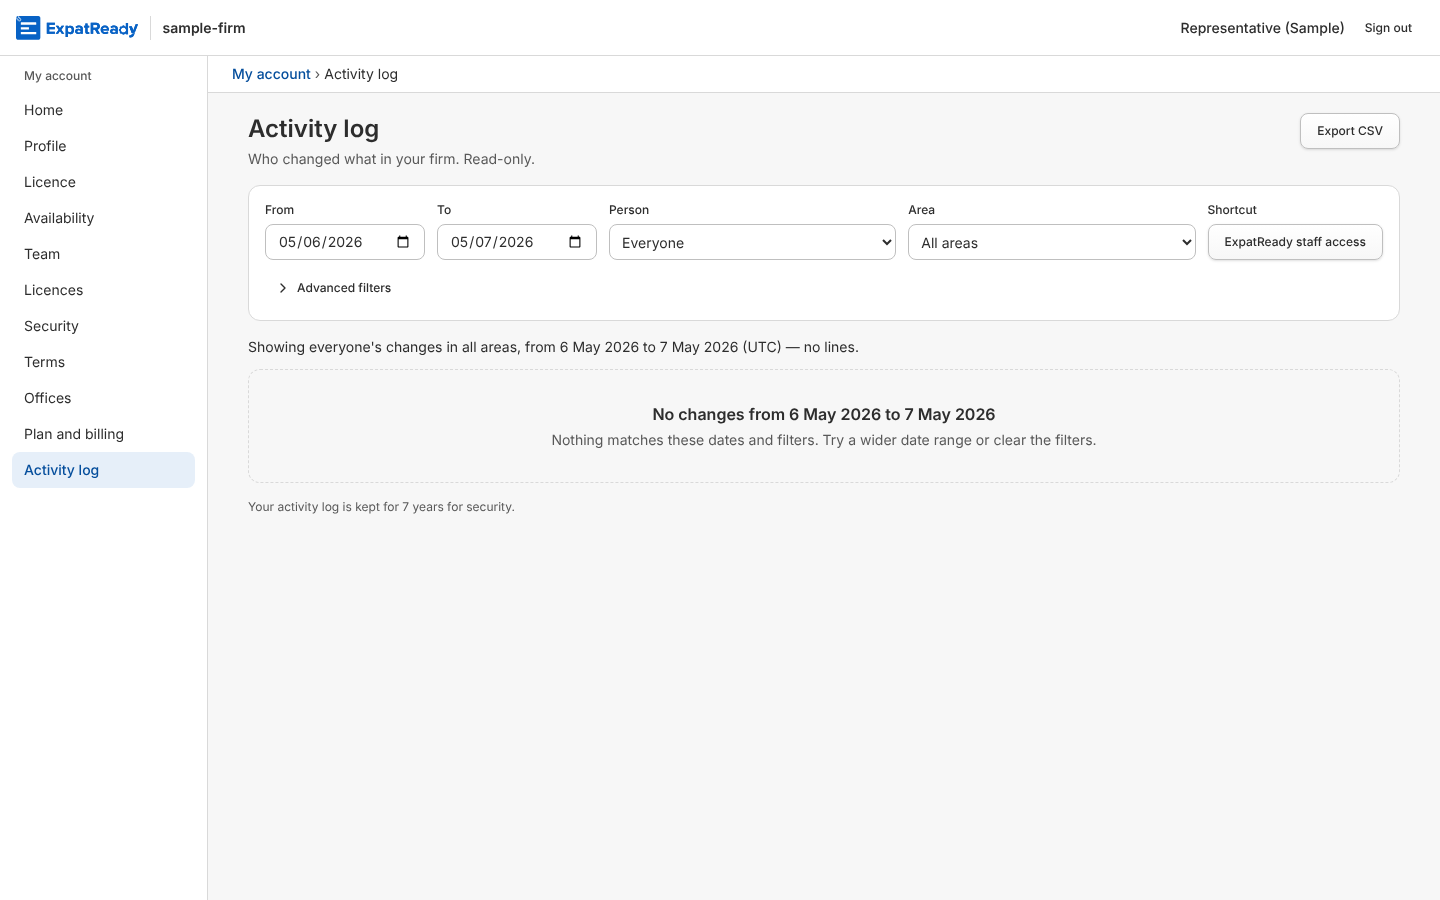 ExpatReady
sample-firm
Representative (Sample)
Sign out
My account
Home
Profile
Licence
Availability
Team
Licences
Security
Terms
Offices
Plan and billing
Activity log
My account › Activity log
Activity log
Who changed what in your firm. Read-only.
Export CSV
From
To
Person
Area
Shortcut
05/06/2026
05/07/2026
Everyone
All areas
ExpatReady staff access
Advanced filters
Showing everyone's changes in all areas, from 6 May 2026 to 7 May 2026 (UTC) — no lines.
No changes from 6 May 2026 to 7 May 2026
Nothing matches these dates and filters. Try a wider date range or clear the filters.
Your activity log is kept for 7 years for security.